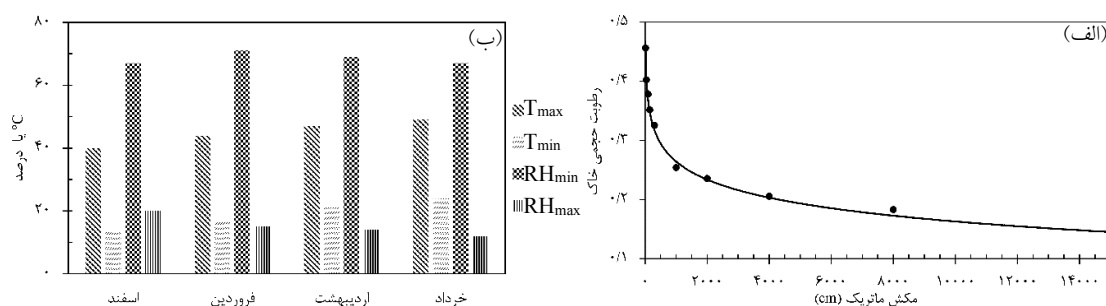 (الف)
رطوبت حجمی خاک
۰/۵
۰/۴
۰/۳
۰/۲
۰/۱
۰ ۲۰۰۰ ۴۰۰۰ ۶۰۰۰ ۸۰۰۰ ۱۰۰۰۰ ۱۲۰۰۰ ۱۴۰۰۰
مکش ماتریک (cm)
(ب)
°C یا درصد
۸۰
۶۰
۴۰
۲۰
۰
اسفند فروردین اردیبهشت خرداد
Tmax
Tmin
RHmin
RHmax